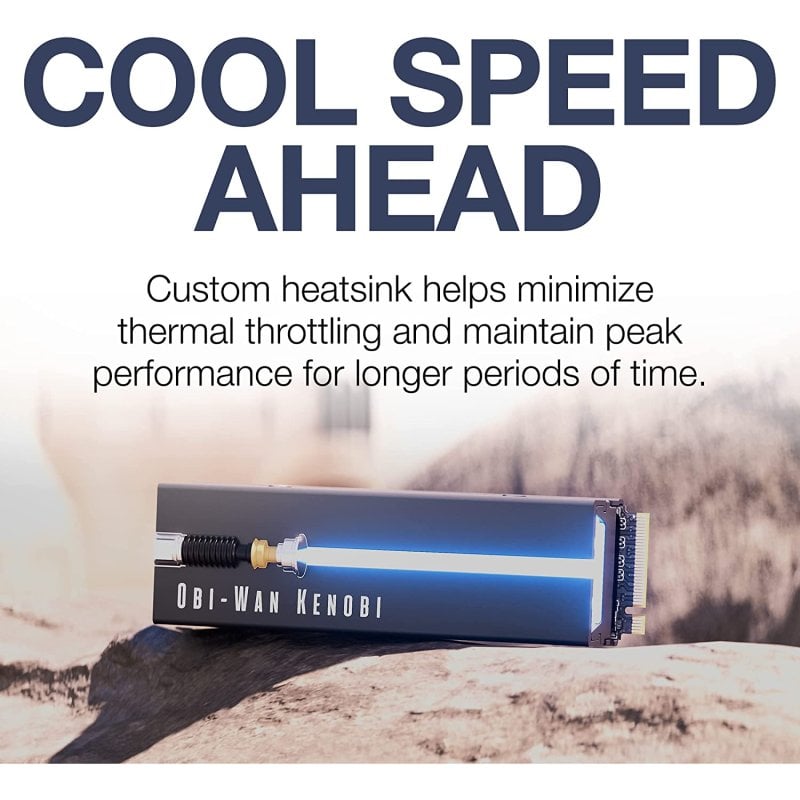 COOL SPEED
AHEAD
Custom heatsink helps minimize
thermal throttling and maintain peak
performance for longer periods of time.
OBI-WAN KENOBI